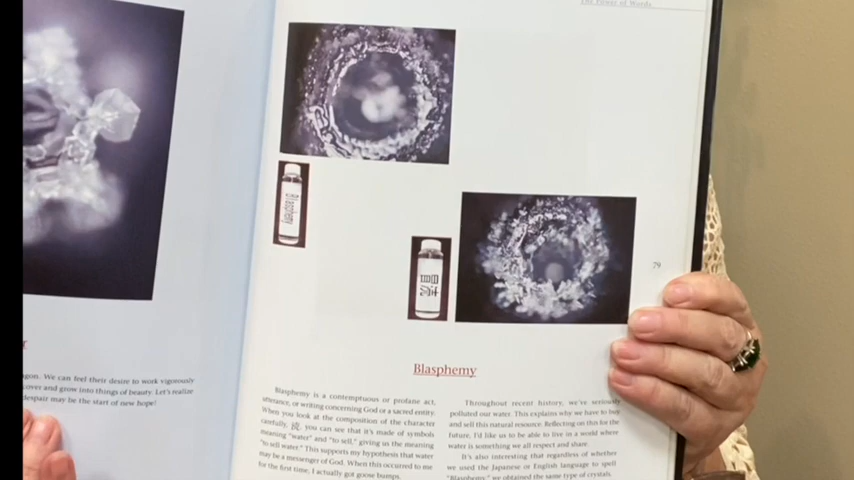 The Power of Words
agon. We can feel their desire to work vigorously
cover and grow into things of beauty. Let's realize
despair may be the start of new hope!
Blasphemy
79
Blasphemy
Blasphemy is a contemptuous or profane act,
utterance, or writing concerning God or a sacred entity.
When you look at the composition of the character
carefully, you can see that it's made of symbols
meaning "water" and "to sell," giving us the meaning
"to sell water." This supports my hypothesis that water
may be a messenger of God. When this occurred to me
for the first time, I actually got goose bumps.
Throughout recent history, we've seriously
polluted our water. This explains why we have to buy
and sell this natural resource. Reflecting on this for the
future, I'd like us to be able to live in a world where
water is something we all respect and share.
It's also interesting that regardless of whether
we used the Japanese or English language to spell
"Blasphemy," we obtained the same type of crystals.